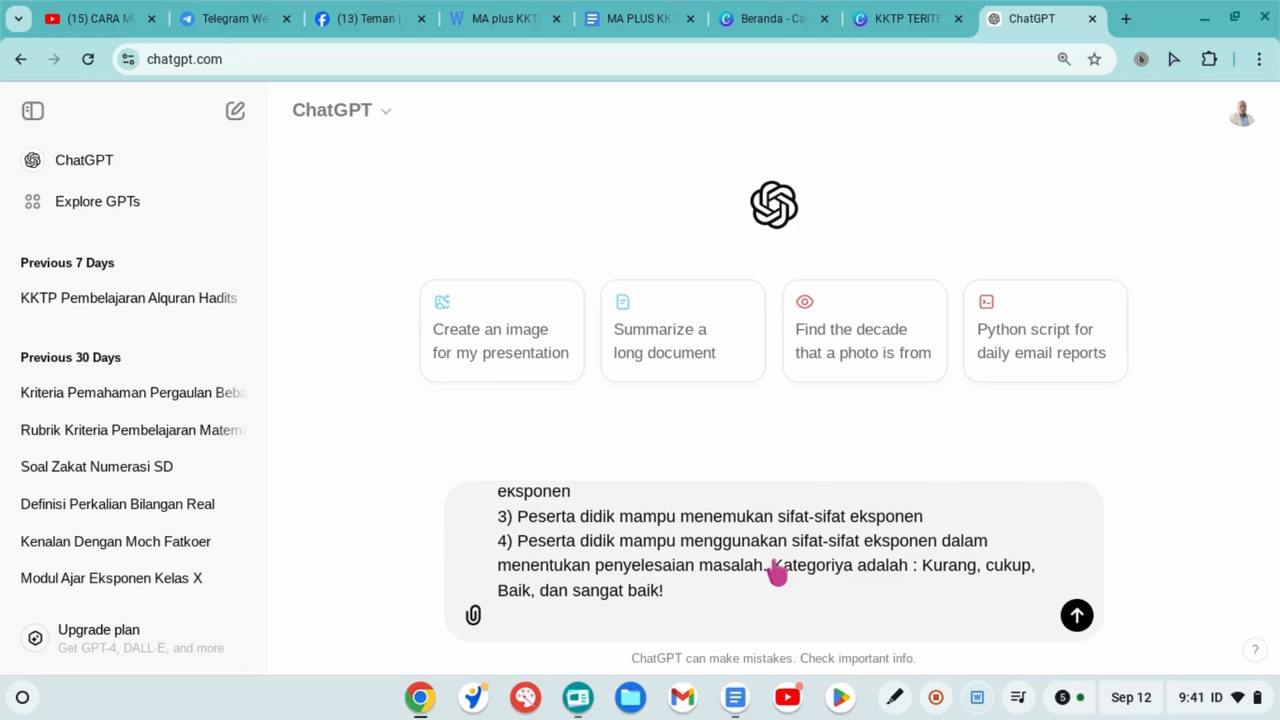 (15) CARA M
Telegram We
(13) Teman |
MA plus KKT
MA PLUS KK
Beranda - Ca
KKTP TERITE
ChatGPT
chatgpt.com
ChatGPT
ChatGPT
Explore GPTs
Previous 7 Days
KKTP Pembelajaran Alquran Hadits
Previous 30 Days
Kriteria Pemahaman Pergaulan Beba
Rubrik Kriteria Pembelajaran Matem
Soal Zakat Numerasi SD
Definisi Perkalian Bilangan Real
Kenalan Dengan Moch Fatkoer
Modul Ajar Eksponen Kelas X
Upgrade plan
Get GPT-4, DALL·E, and more
Create an image
for my presentation
Summarize a
long document
Find the decade
that a photo is from
Python script for
daily email reports
eksponen
3) Peserta didik mampu menemukan sifat-sifat eksponen
4) Peserta didik mampu menggunakan sifat-sifat eksponen dalam
menentukan penyelesaian masalah. Kategoriya adalah : Kurang, cukup,
Baik, dan sangat baik!
ChatGPT can make mistakes. Check important info.
?
5
Sep 12
9:41 ID